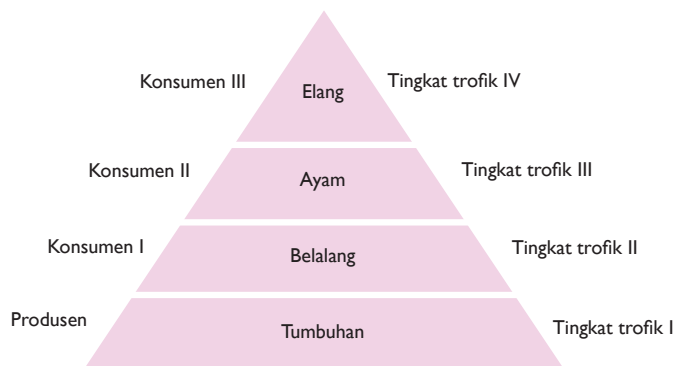 Konsumen III
Elang
Tingkat trofik IV
Konsumen II
Ayam
Tingkat trofik III
Konsumen I
Belalang
Tingkat trofik II
Produsen
Tumbuhan
Tingkat trofik I